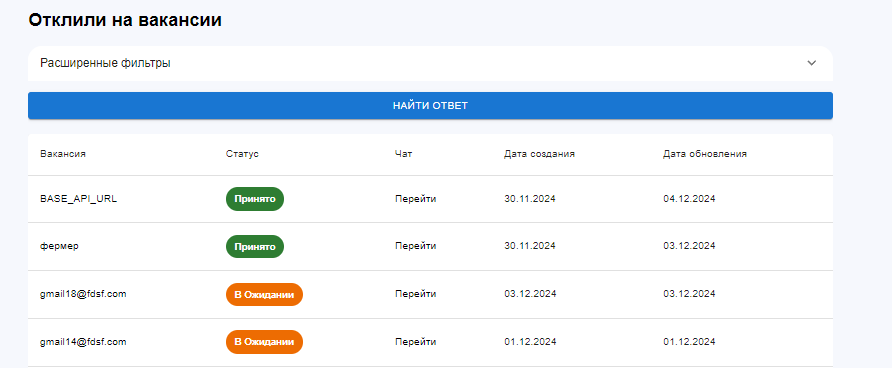 Отклили на вакансии
Расширенные фильтры
НАЙТИ ОТВЕТ
Вакансия Статус Чат Дата создания Дата обновления
BASE_API_URL Принято Перейти 30.11.2024 04.12.2024
фермер Принято Перейти 30.11.2024 03.12.2024
gmail18@fdsf.com В Ожидании Перейти 03.12.2024 03.12.2024
gmail14@fdsf.com В Ожидании Перейти 01.12.2024 01.12.2024